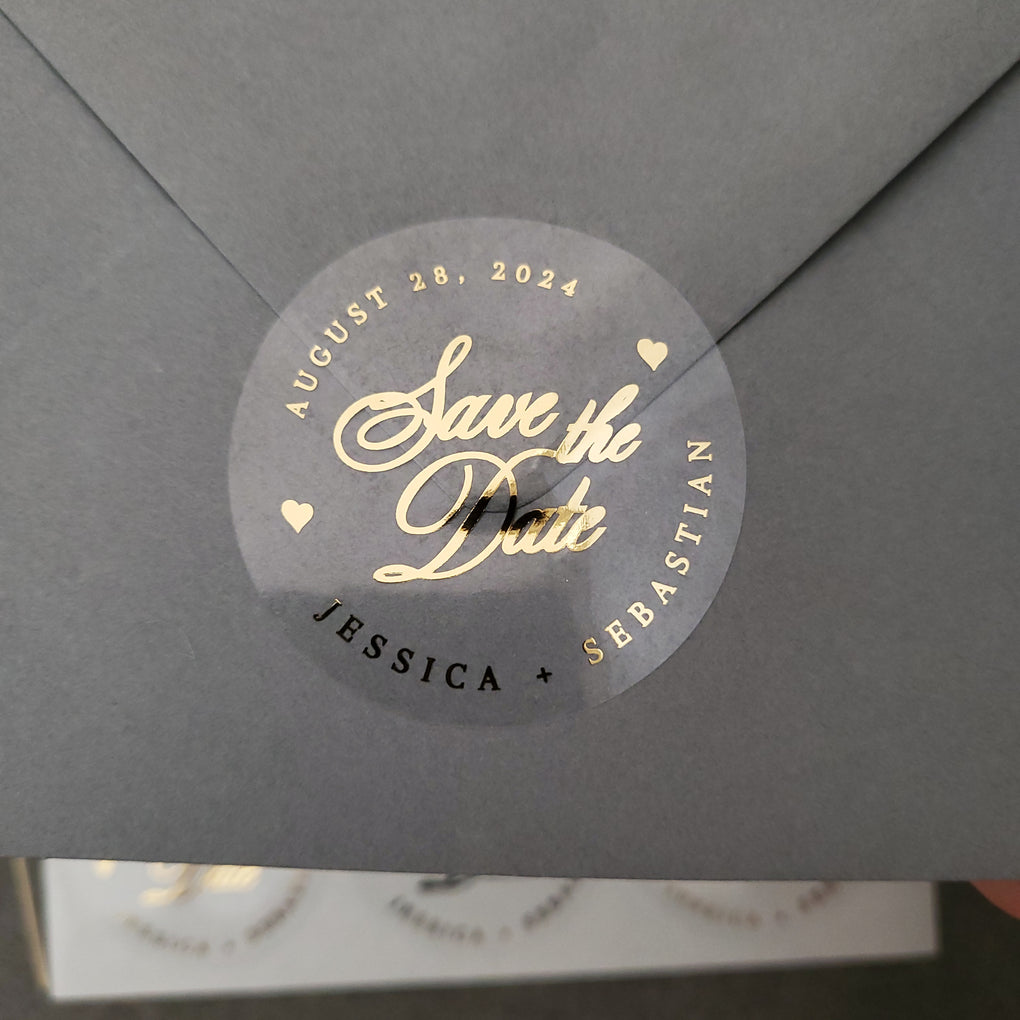 AUGUST 28, 2024
Save the
Date
JESSICA + SEBASTIAN